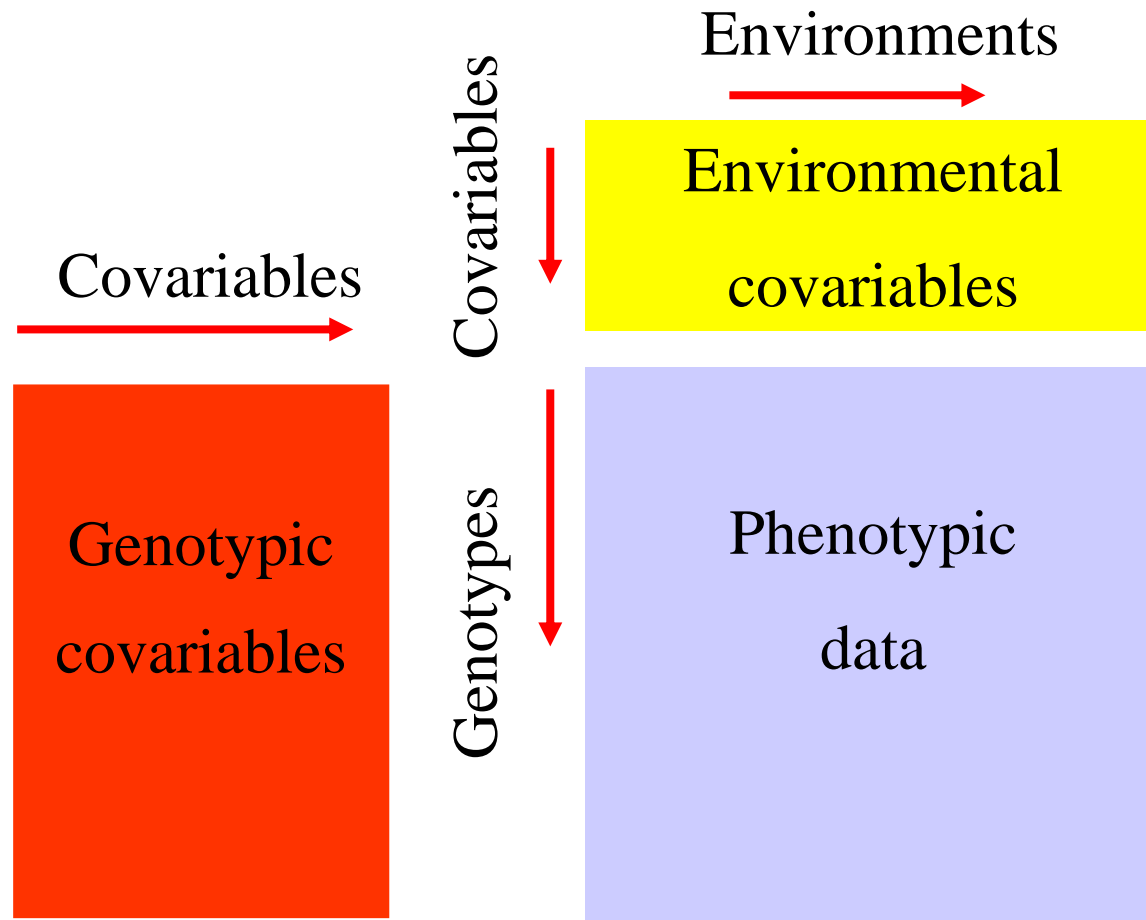 Environments
Covariables
Environmental
covariables
Covariables
Genotypic
covariables
Genotypes
Phenotypic
data